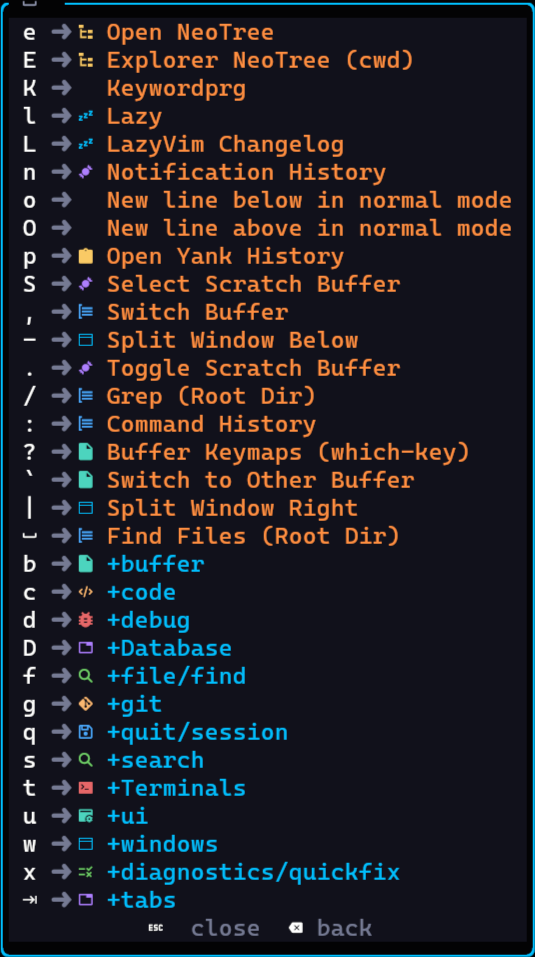 e ➜ Open NeoTree
E ➜ Explorer NeoTree (cwd)
K ➜ Keywordprg
l ➜ Lazy
L ➜ LazyVim Changelog
n ➜ Notification History
o ➜ New line below in normal mode
O ➜ New line above in normal mode
p ➜ Open Yank History
S ➜ Select Scratch Buffer
, ➜ Switch Buffer
- ➜ Split Window Below
. ➜ Toggle Scratch Buffer
/ ➜ Grep (Root Dir)
: ➜ Command History
? ➜ Buffer Keymaps (which-key)
` ➜ Switch to Other Buffer
| ➜ Split Window Right
␣ ➜ Find Files (Root Dir)
b ➜ +buffer
c ➜ +code
d ➜ +debug
D ➜ +Database
f ➜ +file/find
g ➜ +git
q ➜ +quit/session
s ➜ +search
t ➜ +Terminals
u ➜ +ui
w ➜ +windows
x ➜ +diagnostics/quickfix
⇥ ➜ +tabs
ESC close ⌫ back